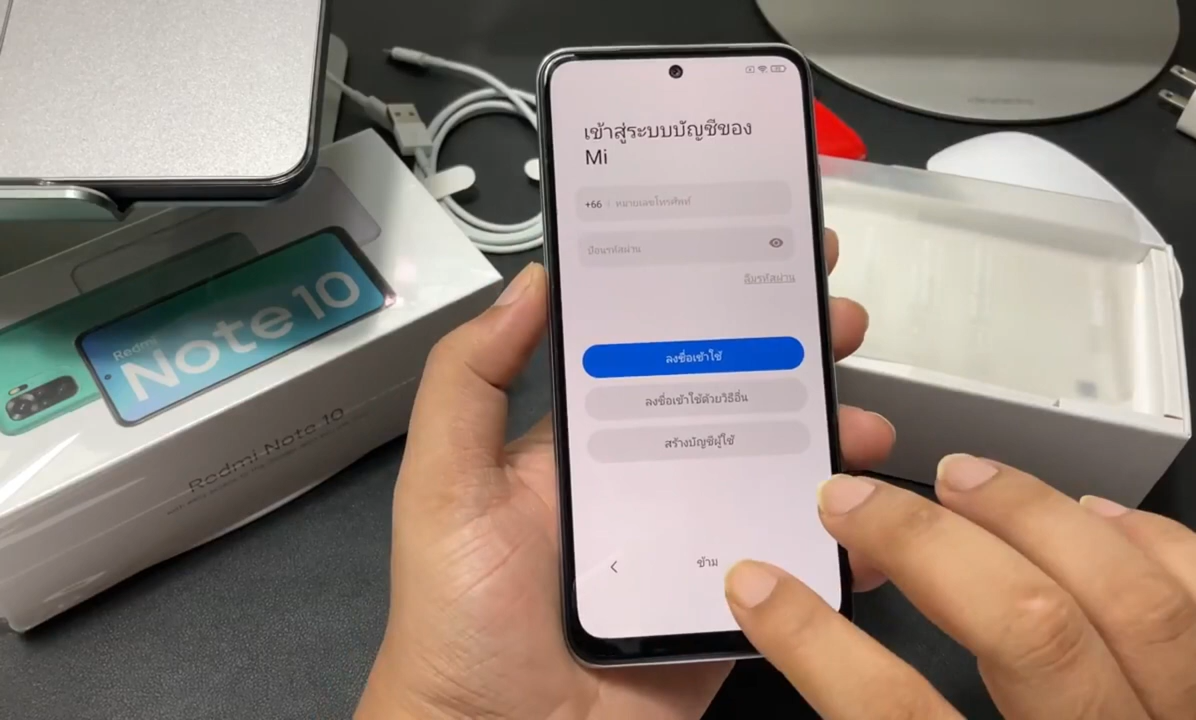 เข้าสู่ระบบบัญชีของ
Mi
+66 หมายเลขโทรศัพท์
ป้อนรหัสผ่าน
ลืมรหัสผ่าน
ลงชื่อเข้าใช้
ลงชื่อเข้าใช้ด้วยวิธีอื่น
สร้างบัญชีผู้ใช้
ข้าม
Redmi
Note 10
Redmi Note 10